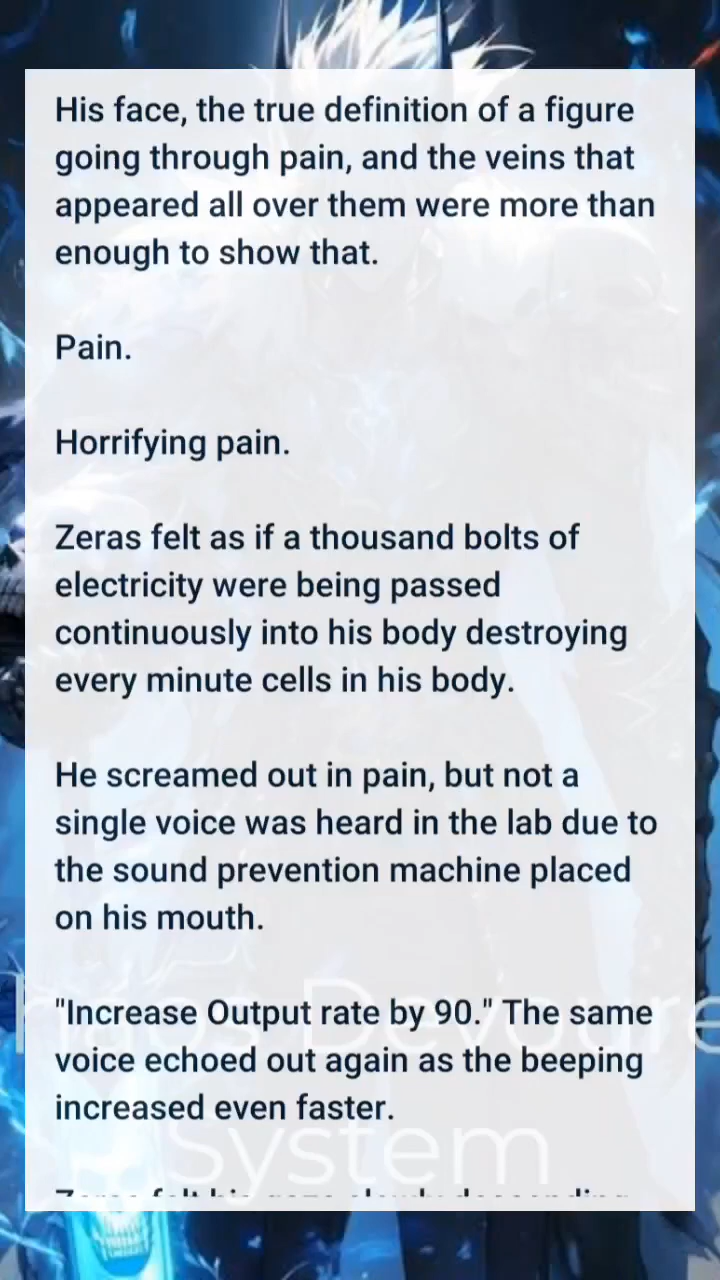 His face, the true definition of a figure
going through pain, and the veins that
appeared all over them were more than
enough to show that.
Pain.
Horrifying pain.
Zeras felt as if a thousand bolts of
electricity were being passed
continuously into his body destroying
every minute cells in his body.
He screamed out in pain, but not a
single voice was heard in the lab due to
the sound prevention machine placed
on his mouth.
"Increase Output rate by 90." The same
voice echoed out again as the beeping
increased even faster.
System